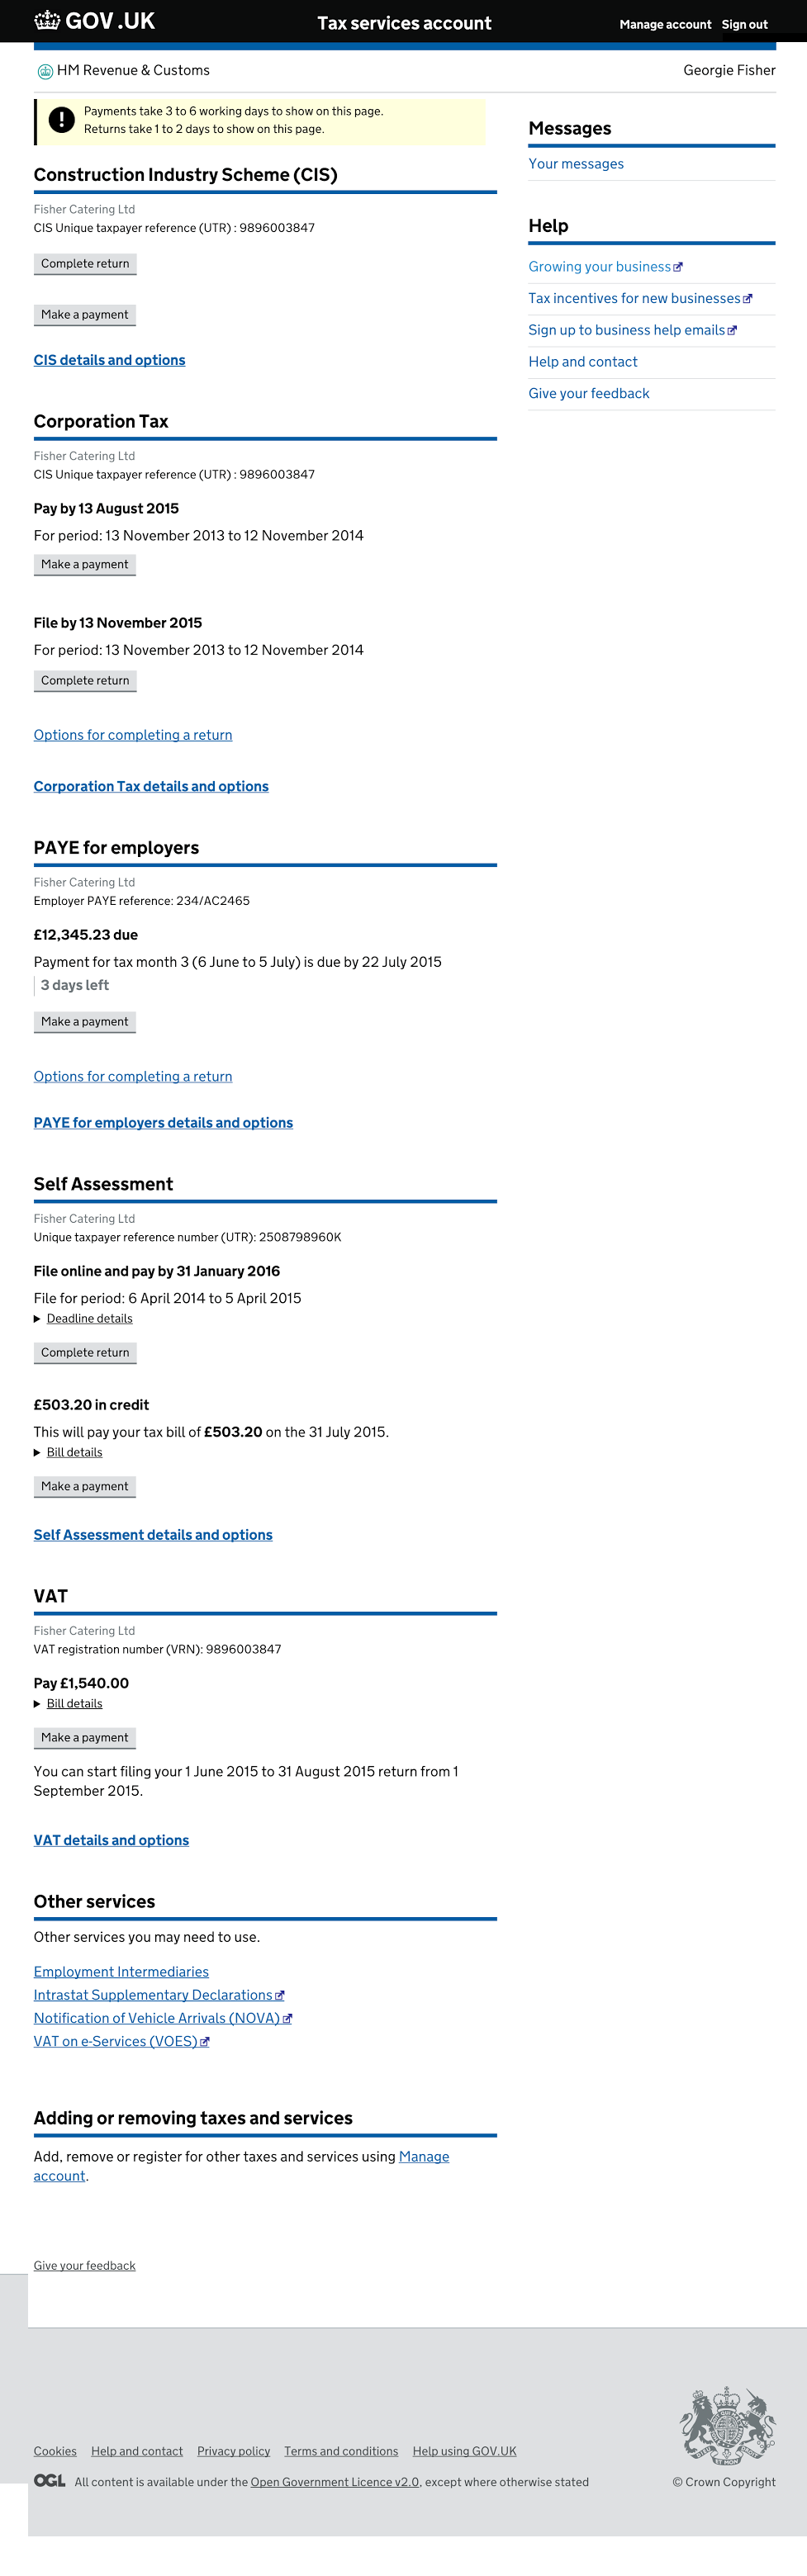 GOV.UK
Tax services account
Manage account
Sign out
HM Revenue & Customs
Georgie Fisher
Payments take 3 to 6 working days to show on this page.
Returns take 1 to 2 days to show on this page.
Construction Industry Scheme (CIS)
Fisher Catering Ltd
CIS Unique taxpayer reference (UTR) : 9896003847
Complete return
Make a payment
CIS details and options
Messages
Your messages
Help
Growing your business
Tax incentives for new businesses
Sign up to business help emails
Help and contact
Give your feedback
Corporation Tax
Fisher Catering Ltd
CIS Unique taxpayer reference (UTR) : 9896003847
Pay by 13 August 2015
For period: 13 November 2013 to 12 November 2014
Make a payment
File by 13 November 2015
For period: 13 November 2013 to 12 November 2014
Complete return
Options for completing a return
Corporation Tax details and options
PAYE for employers
Fisher Catering Ltd
Employer PAYE reference: 234/AC2465
£12,345.23 due
Payment for tax month 3 (6 June to 5 July) is due by 22 July 2015
3 days left
Make a payment
Options for completing a return
PAYE for employers details and options
Self Assessment
Fisher Catering Ltd
Unique taxpayer reference number (UTR): 2508798960K
File online and pay by 31 January 2016
File for period: 6 April 2014 to 5 April 2015
Deadline details
Complete return
£503.20 in credit
This will pay your tax bill of £503.20 on the 31 July 2015.
Bill details
Make a payment
Self Assessment details and options
VAT
Fisher Catering Ltd
VAT registration number (VRN): 9896003847
Pay £1,540.00
Bill details
Make a payment
You can start filing your 1 June 2015 to 31 August 2015 return from 1
September 2015.
VAT details and options
Other services
Other services you may need to use.
Employment Intermediaries
Intrastat Supplementary Declarations
Notification of Vehicle Arrivals (NOVA)
VAT on e-Services (VOES)
Adding or removing taxes and services
Add, remove or register for other taxes and services using Manage
account.
Give your feedback
Cookies
Help and contact
Privacy policy
Terms and conditions
Help using GOV.UK
OGL
All content is available under the Open Government Licence v2.0, except where otherwise stated
© Crown Copyright